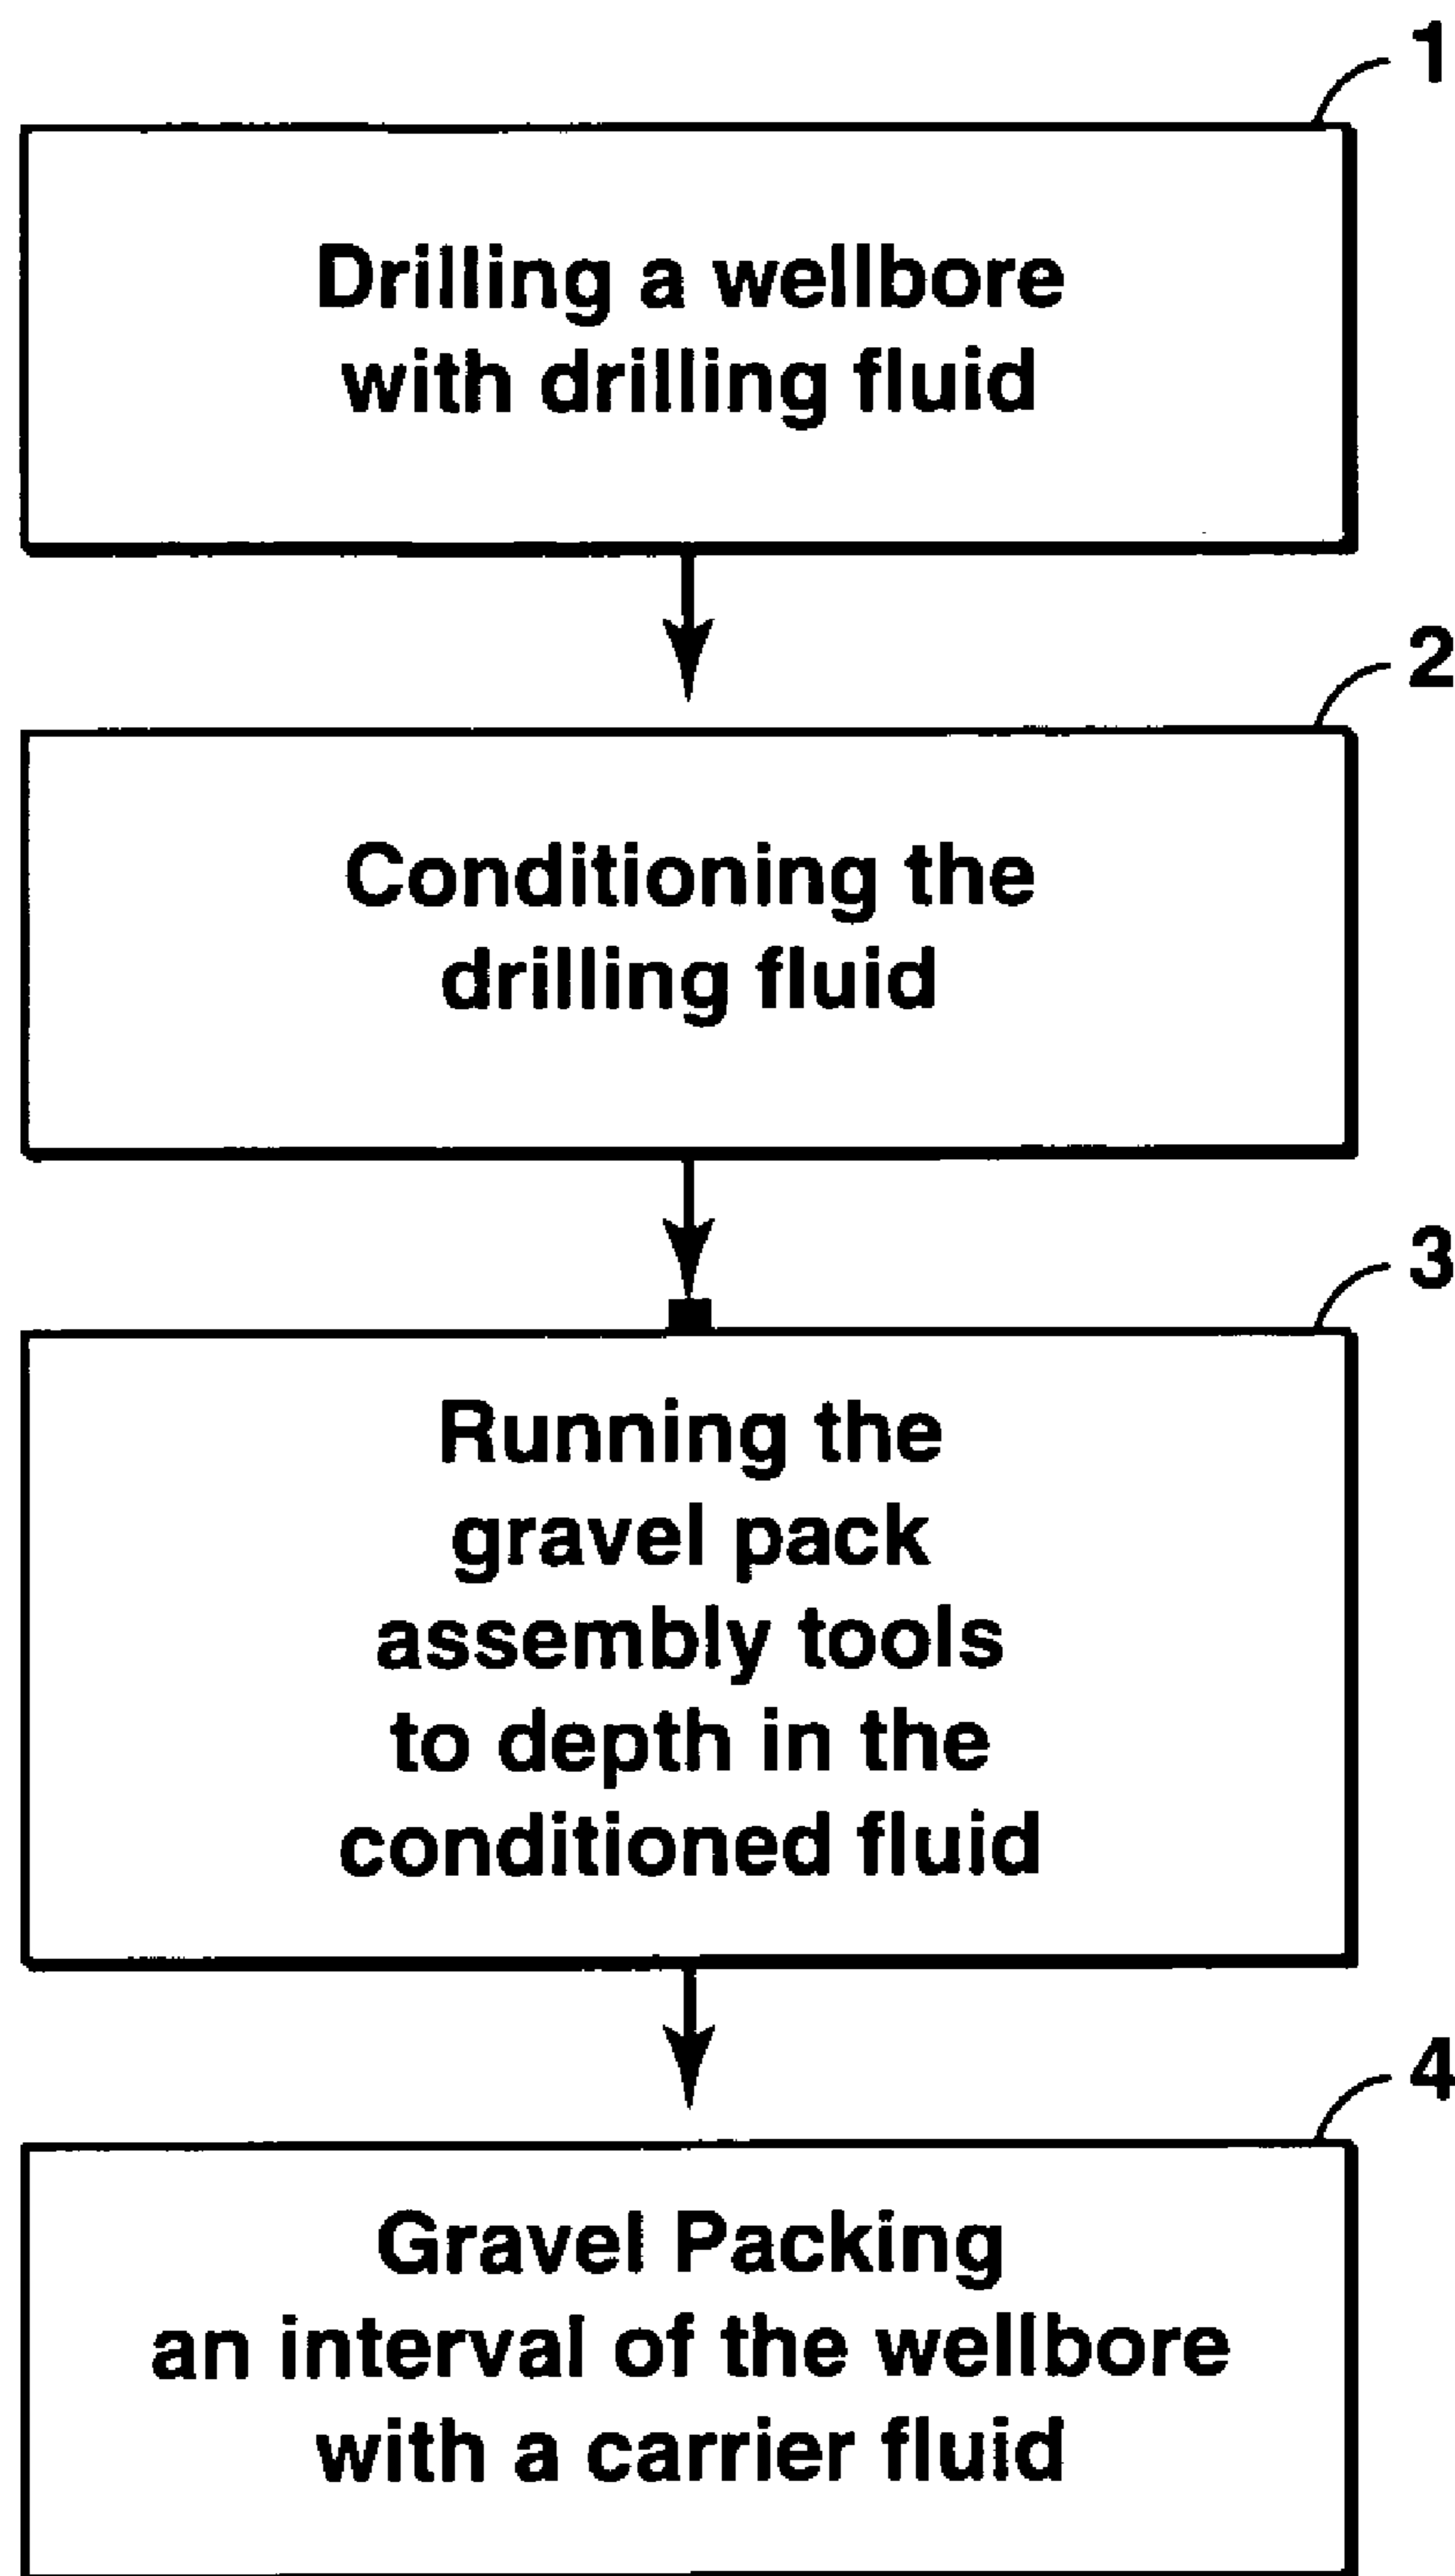 1
Drilling a wellbore
with drilling fluid
2
Conditioning the
drilling fluid
3
Running the
gravel pack
assembly tools
to depth in the
conditioned fluid
4
Gravel Packing
an interval of the wellbore
with a carrier fluid